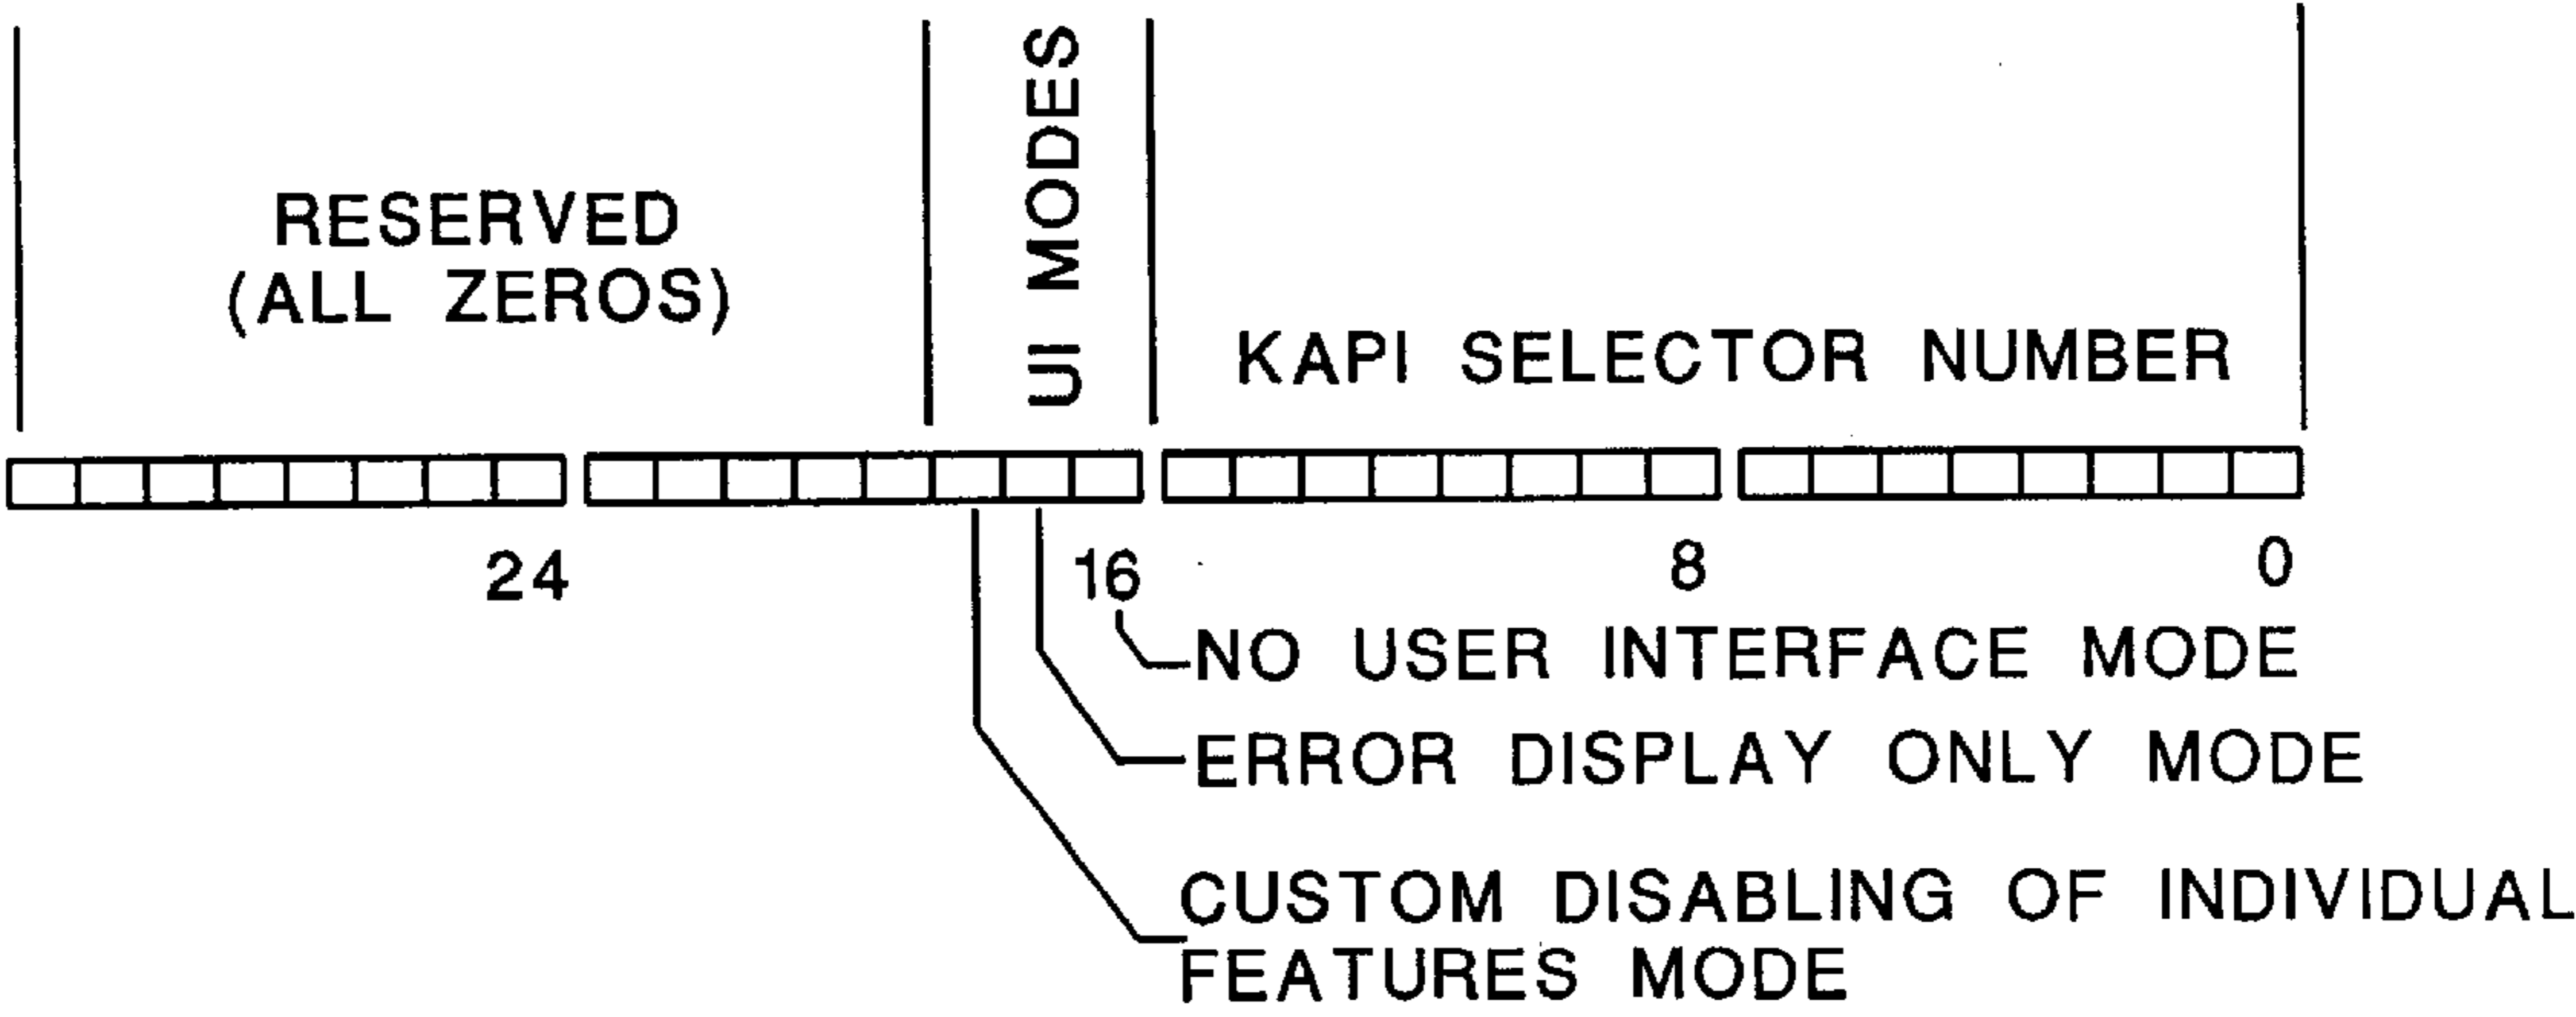 RESERVED
(ALL ZEROS)
UI MODES
KAPI SELECTOR NUMBER
24
16
8
0
NO USER INTERFACE MODE
ERROR DISPLAY ONLY MODE
CUSTOM DISABLING OF INDIVIDUAL
FEATURES MODE